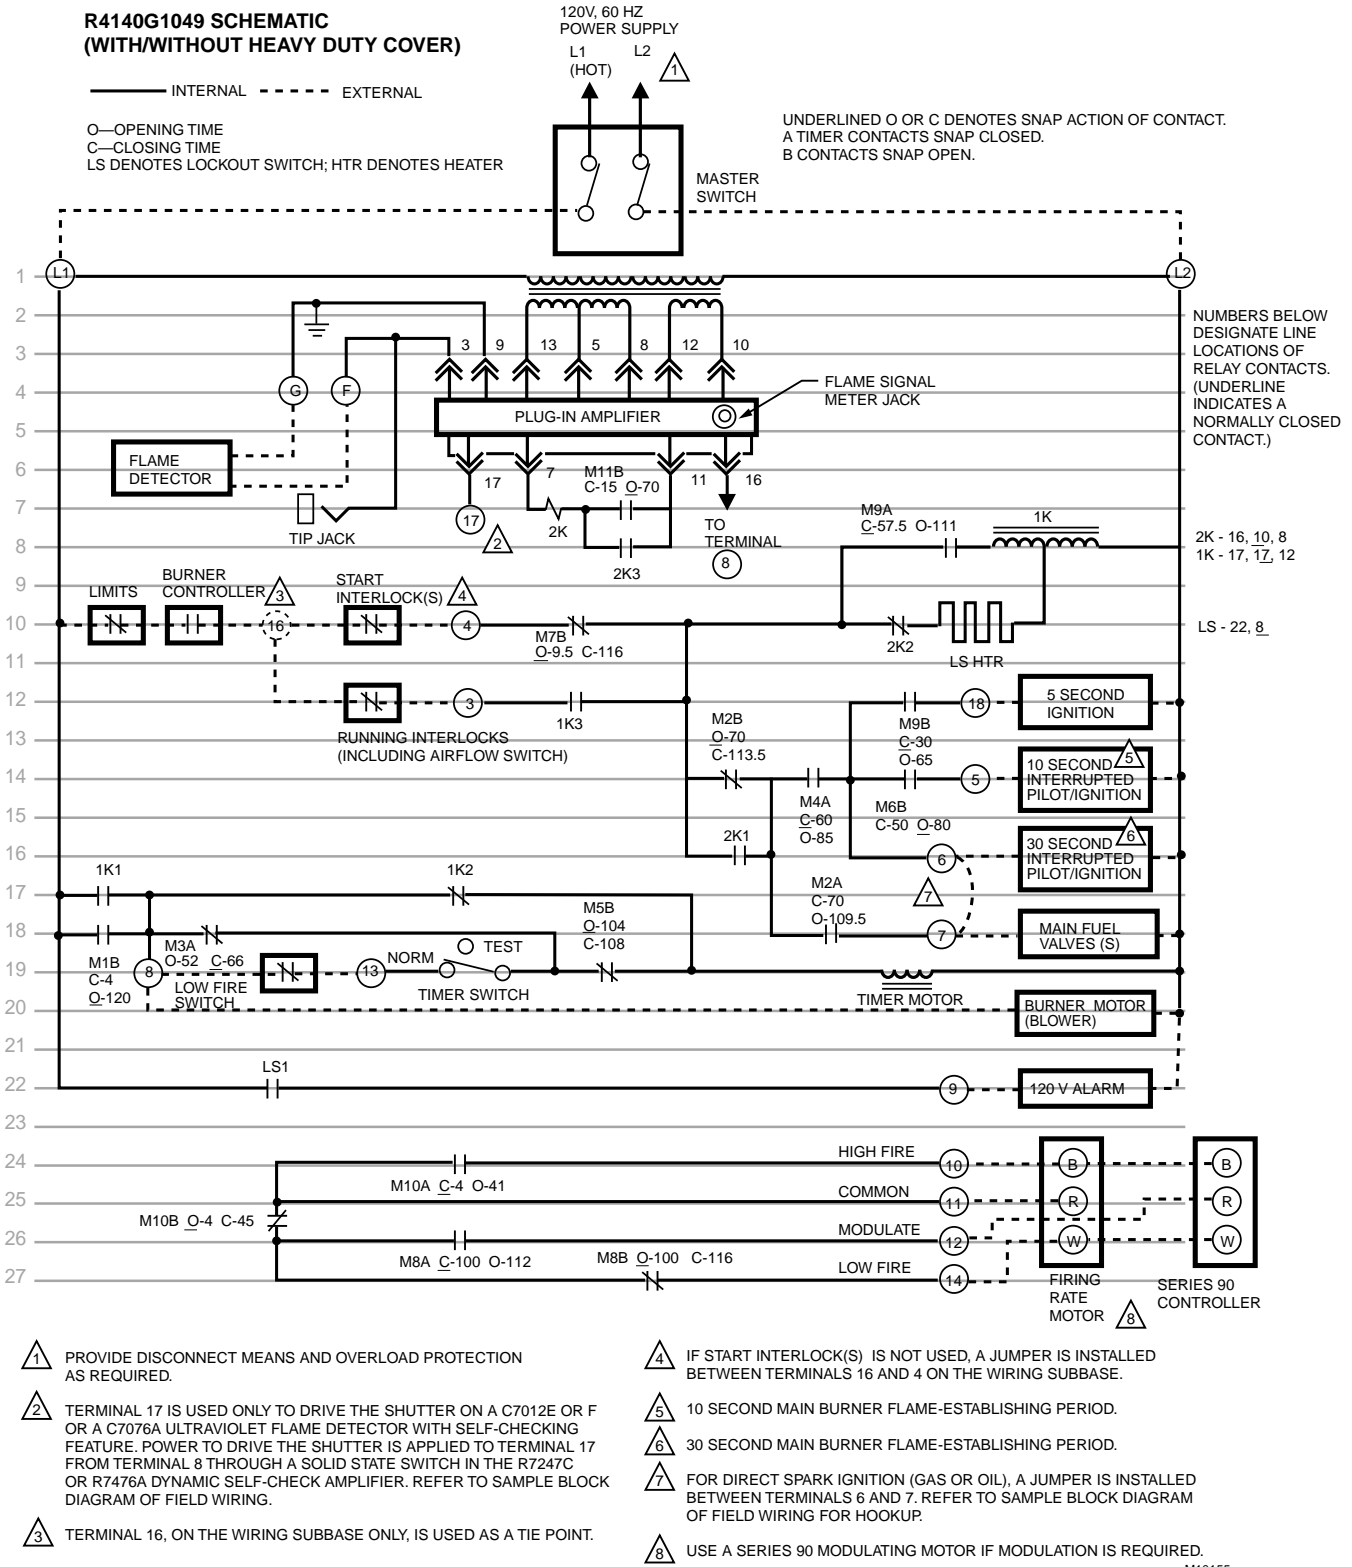 R4140G1049 SCHEMATIC
(WITH/WITHOUT HEAVY DUTY COVER)
INTERNAL EXTERNAL
O—OPENING TIME
C—CLOSING TIME
LS DENOTES LOCKOUT SWITCH; HTR DENOTES HEATER
120V, 60 HZ
POWER SUPPLY
L1
(HOT)
L2
1
UNDERLINED O OR C DENOTES SNAP ACTION OF CONTACT.
A TIMER CONTACTS SNAP CLOSED.
B CONTACTS SNAP OPEN.
MASTER
SWITCH
1
L1
L2
2
NUMBERS BELOW
DESIGNATE LINE
LOCATIONS OF
RELAY CONTACTS.
(UNDERLINE
INDICATES A
NORMALLY CLOSED
CONTACT.)
3
3 9 13 5 8 12 10
4
G F
FLAME SIGNAL
METER JACK
PLUG-IN AMPLIFIER
5
FLAME
DETECTOR
6
17 7 11 16
M11B
C-15 O-70
7
17
2
TIP JACK
2K
2K3
TO
TERMINAL
8
M9A
C-57.5 O-111
1K
8
2K - 16, 10, 8
1K - 17, 17, 12
9
LIMITS
BURNER
CONTROLLER
3
START
INTERLOCK(S)
4
10
16
4
M7B
O-9.5 C-116
2K2
LS HTR
LS - 22, 8
11
12
3
1K3
RUNNING INTERLOCKS
(INCLUDING AIRFLOW SWITCH)
M2B
O-70
C-113.5
M9B
C-30
O-65
18
5 SECOND
IGNITION
13
14
M4A
C-60
O-85
M6B
C-50 O-80
5
10 SECOND
INTERRUPTED
PILOT/IGNITION
5
15
16
2K1
6
30 SECOND
INTERRUPTED
PILOT/IGNITION
6
17
1K1
1K2
M2A
C-70
O-109.5
7
18
M5B
O-104
C-108
7
MAIN FUEL
VALVES (S)
M1B
C-4
O-120
M3A
O-52 C-66
19
8
LOW FIRE
SWITCH
13
NORM
TEST
TIMER SWITCH
TIMER MOTOR
20
BURNER MOTOR
(BLOWER)
21
22
LS1
9
120 V ALARM
23
24
HIGH FIRE
10
B
B
M10A C-4 O-41
25
COMMON
11
R
R
M10B O-4 C-45
26
MODULATE
12
W
W
M8A C-100 O-112
M8B O-100 C-116
27
LOW FIRE
14
FIRING
RATE
MOTOR
8
SERIES 90
CONTROLLER
1 PROVIDE DISCONNECT MEANS AND OVERLOAD PROTECTION
AS REQUIRED.
2 TERMINAL 17 IS USED ONLY TO DRIVE THE SHUTTER ON A C7012E OR F
OR A C7076A ULTRAVIOLET FLAME DETECTOR WITH SELF-CHECKING
FEATURE. POWER TO DRIVE THE SHUTTER IS APPLIED TO TERMINAL 17
FROM TERMINAL 8 THROUGH A SOLID STATE SWITCH IN THE R7247C
OR R7476A DYNAMIC SELF-CHECK AMPLIFIER. REFER TO SAMPLE BLOCK
DIAGRAM OF FIELD WIRING.
3 TERMINAL 16, ON THE WIRING SUBBASE ONLY, IS USED AS A TIE POINT.
4 IF START INTERLOCK(S) IS NOT USED, A JUMPER IS INSTALLED
BETWEEN TERMINALS 16 AND 4 ON THE WIRING SUBBASE.
5 10 SECOND MAIN BURNER FLAME-ESTABLISHING PERIOD.
6 30 SECOND MAIN BURNER FLAME-ESTABLISHING PERIOD.
7 FOR DIRECT SPARK IGNITION (GAS OR OIL), A JUMPER IS INSTALLED
BETWEEN TERMINALS 6 AND 7. REFER TO SAMPLE BLOCK DIAGRAM
OF FIELD WIRING FOR HOOKUP.
8 USE A SERIES 90 MODULATING MOTOR IF MODULATION IS REQUIRED.